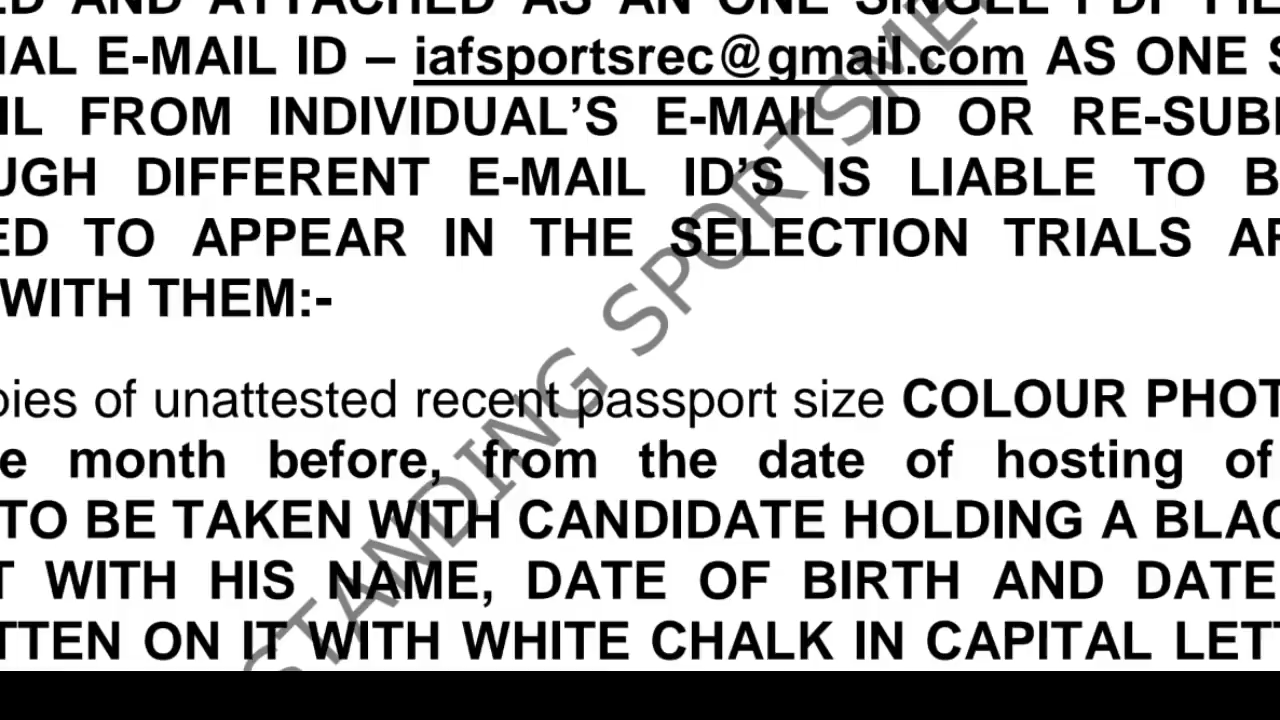 ED AND ATTACHED AS AN ONE SINGLE PDF FILE
IAL E-MAIL ID – iafsportsrec@gmail.com AS ONE S
IL FROM INDIVIDUAL’S E-MAIL ID OR RE-SUB
UGH DIFFERENT E-MAIL ID’S IS LIABLE TO B
ED TO APPEAR IN THE SELECTION TRIALS AR
WITH THEM:-
pies of unattested recent passport size COLOUR PHOT
e month before, from the date of hosting of
TO BE TAKEN WITH CANDIDATE HOLDING A BLAC
T WITH HIS NAME, DATE OF BIRTH AND DATE
TTEN ON IT WITH WHITE CHALK IN CAPITAL LETT
STANDING SPORTSME